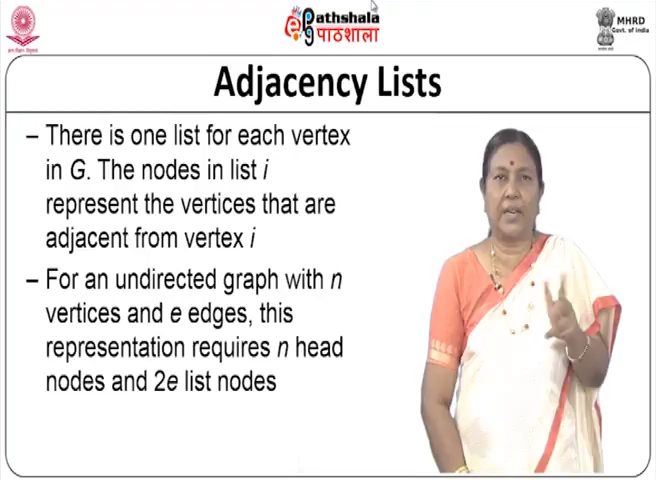 Pathshala
पाठशाला
MHRD
Govt. of India
Adjacency Lists
– There is one list for each vertex
in G. The nodes in list i
represent the vertices that are
adjacent from vertex i
– For an undirected graph with n
vertices and e edges, this
representation requires n head
nodes and 2e list nodes